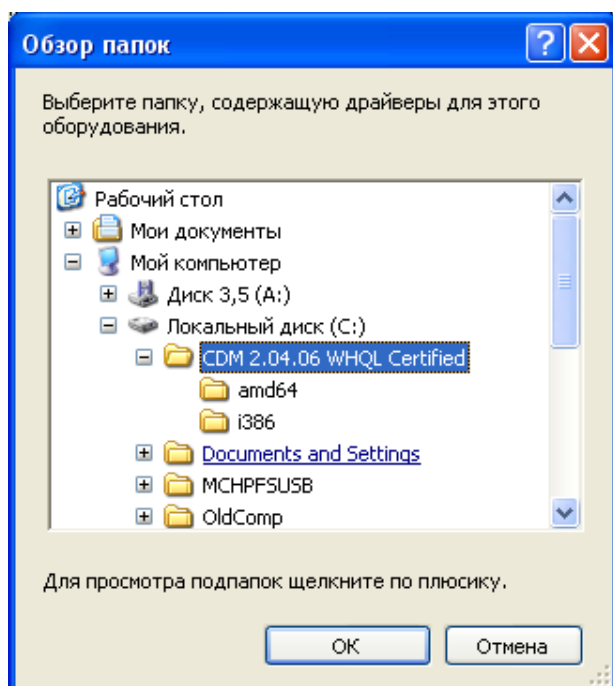 Обзор папок
Выберите папку, содержащую драйверы для этого
оборудования.
Рабочий стол
Мои документы
Мой компьютер
Диск 3,5 (A:)
Локальный диск (C:)
CDM 2.04.06 WHQL Certified
amd64
i386
Documents and Settings
MCHPFSUSB
OldComp
Для просмотра подпапок щелкните по плюсику.
ОК
Отмена